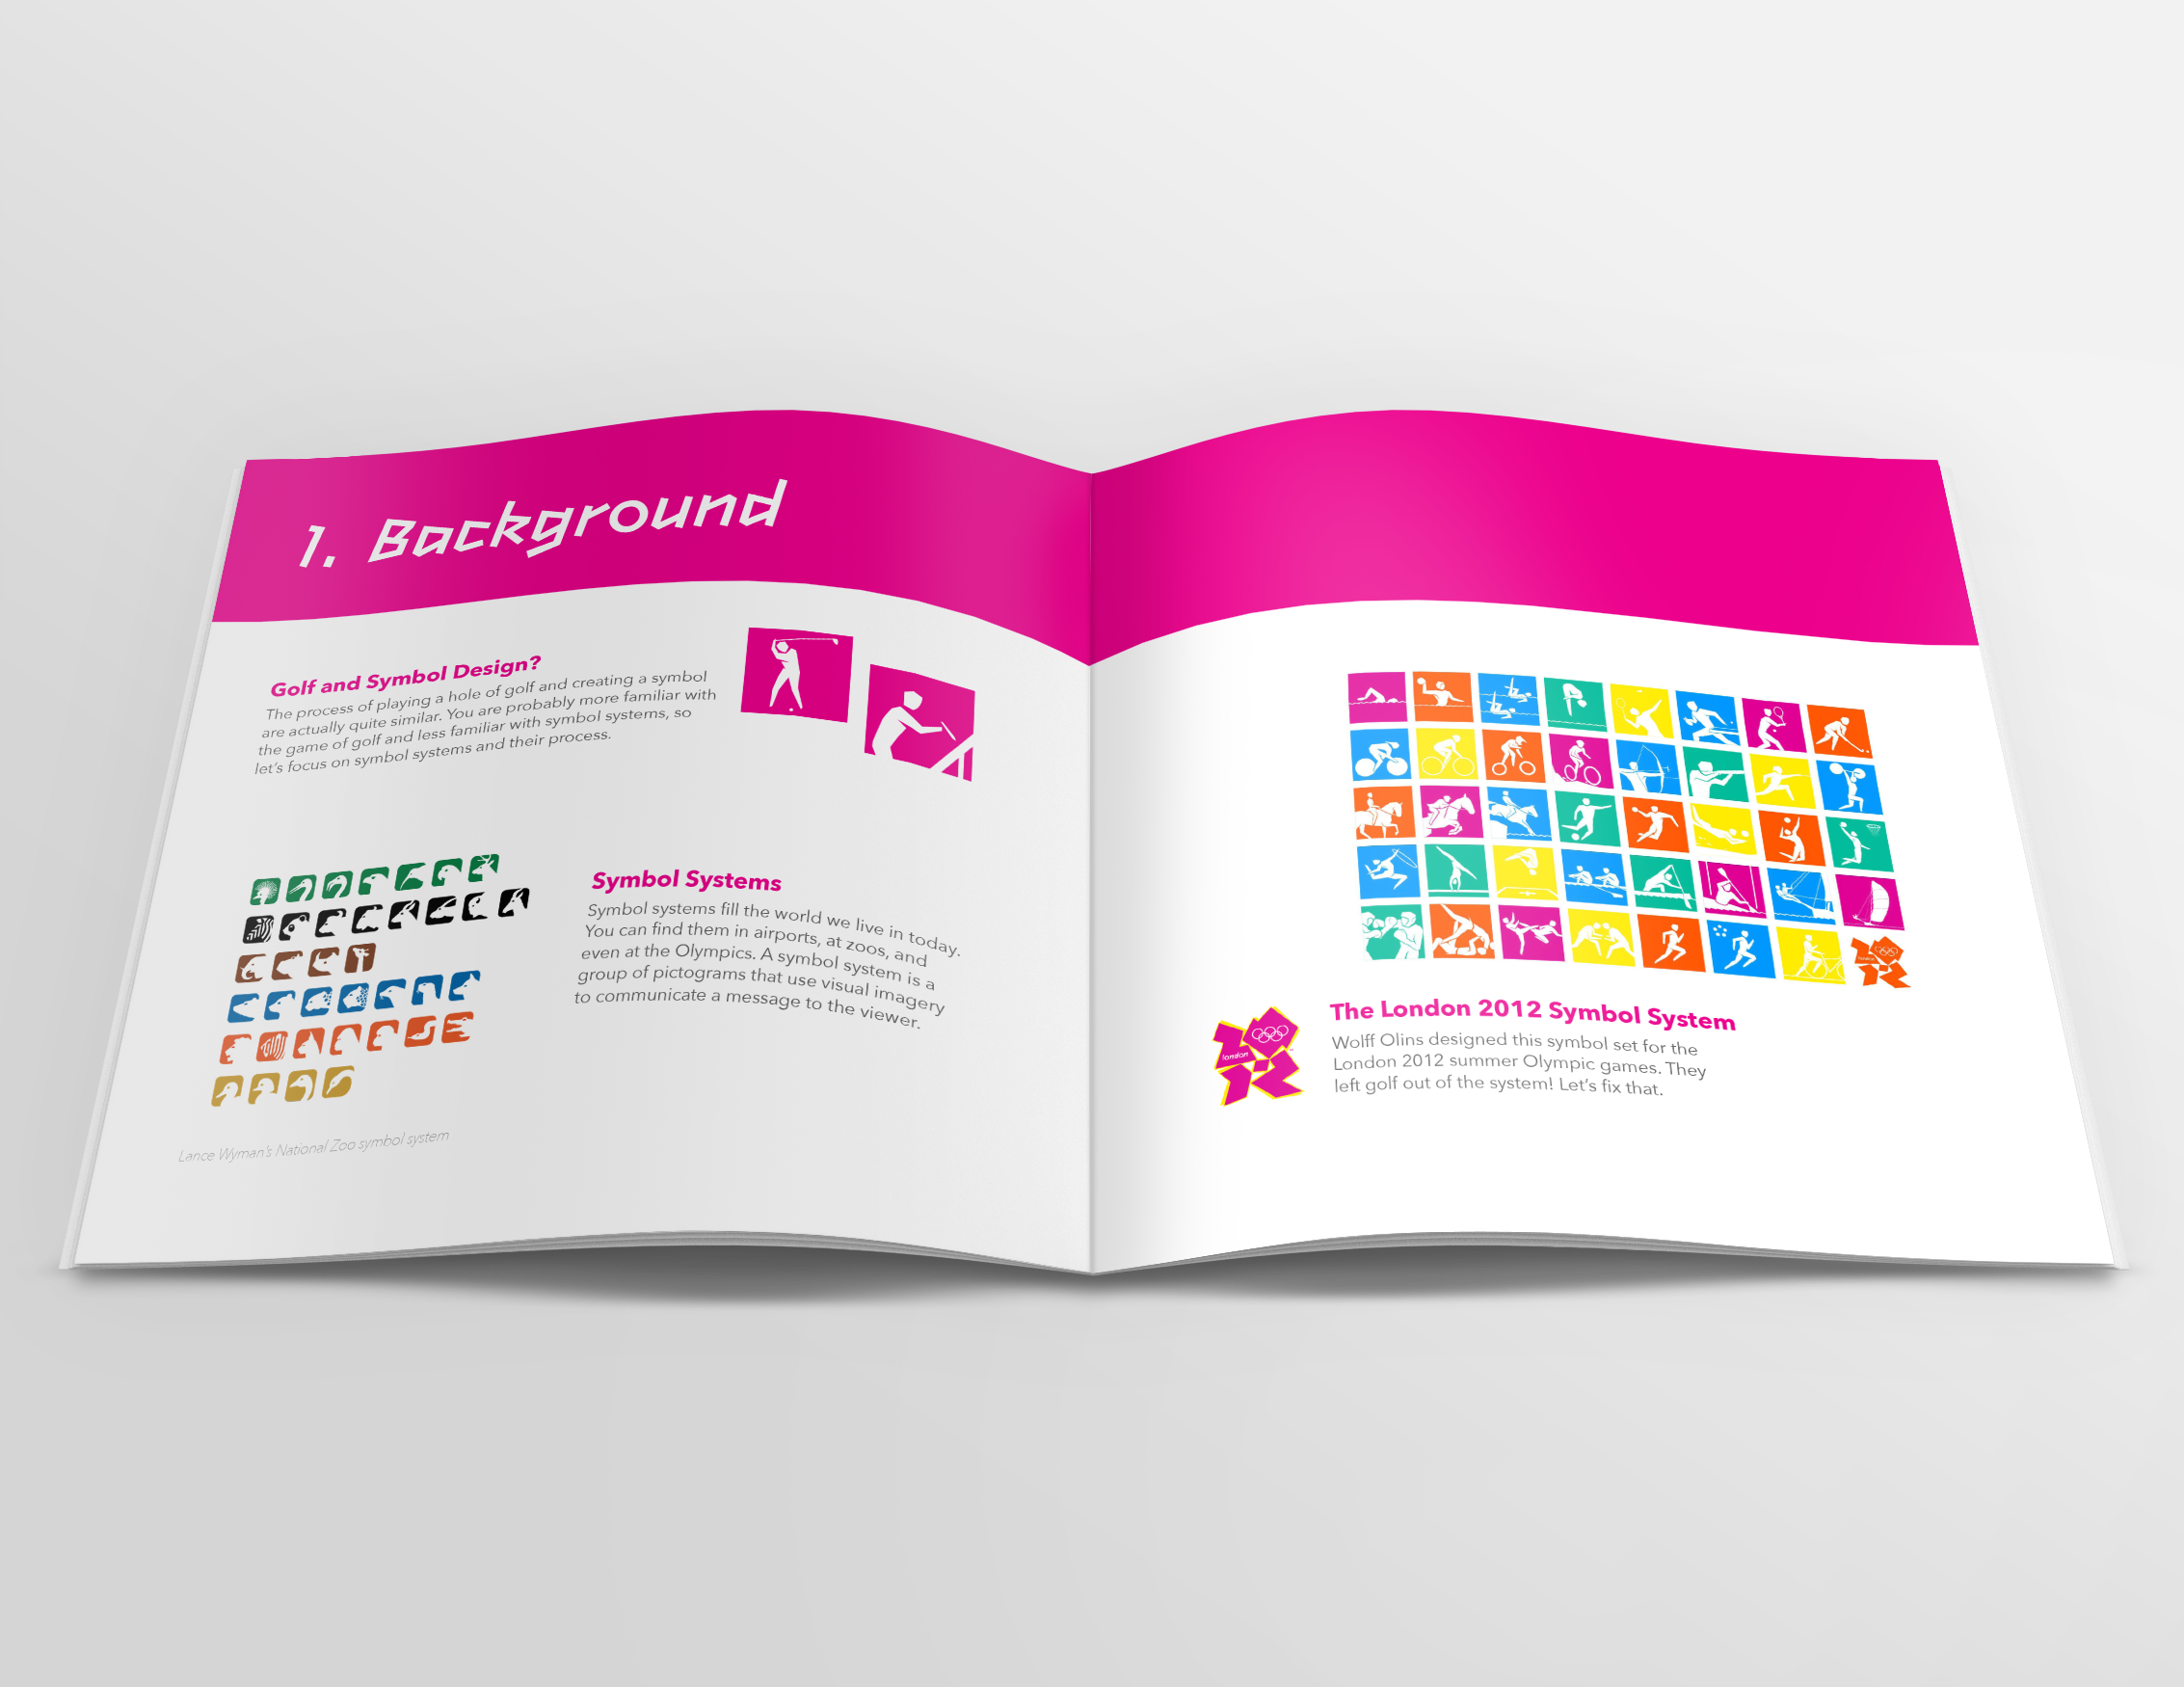 1. Background
Golf and Symbol Design?
The process of playing a hole of golf and creating a symbol
are actually quite similar. You are probably more familiar with
the game of golf and less familiar with symbol systems, so
let's focus on symbol systems and their process.
Symbol Systems
Symbol systems fill the world we live in today.
You can find them in airports, at zoos, and
even at the Olympics. A symbol system is a
group of pictograms that use visual imagery
to communicate a message to the viewer.
Lance Wyman's National Zoo symbol system
london
london
The London 2012 Symbol System
Wolff Olins designed this symbol set for the
London 2012 summer Olympic games. They
left golf out of the system! Let's fix that.